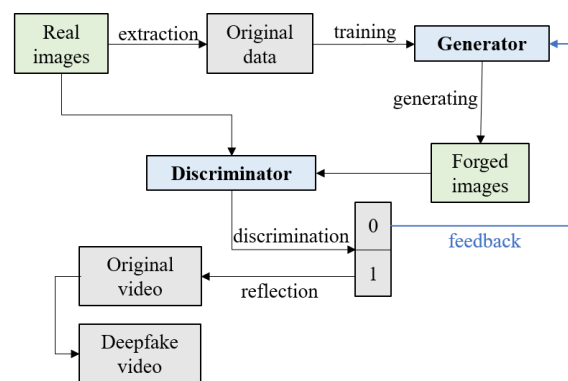 Real
images
extraction
Original
data
training
Generator
generating
Forged
images
Discriminator
discrimination
0
feedback
1
reflection
Original
video
Deepfake
video